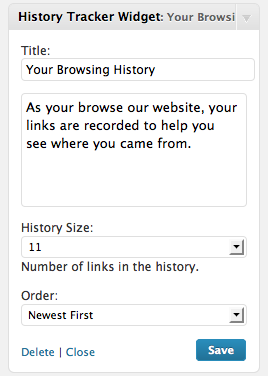 History Tracker Widget: Your Browsi
Title:
Your Browsing History
As your browse our website, your
links are recorded to help you
see where you came from.
History Size:
11
Number of links in the history.
Order:
Newest First
Delete | Close
Save